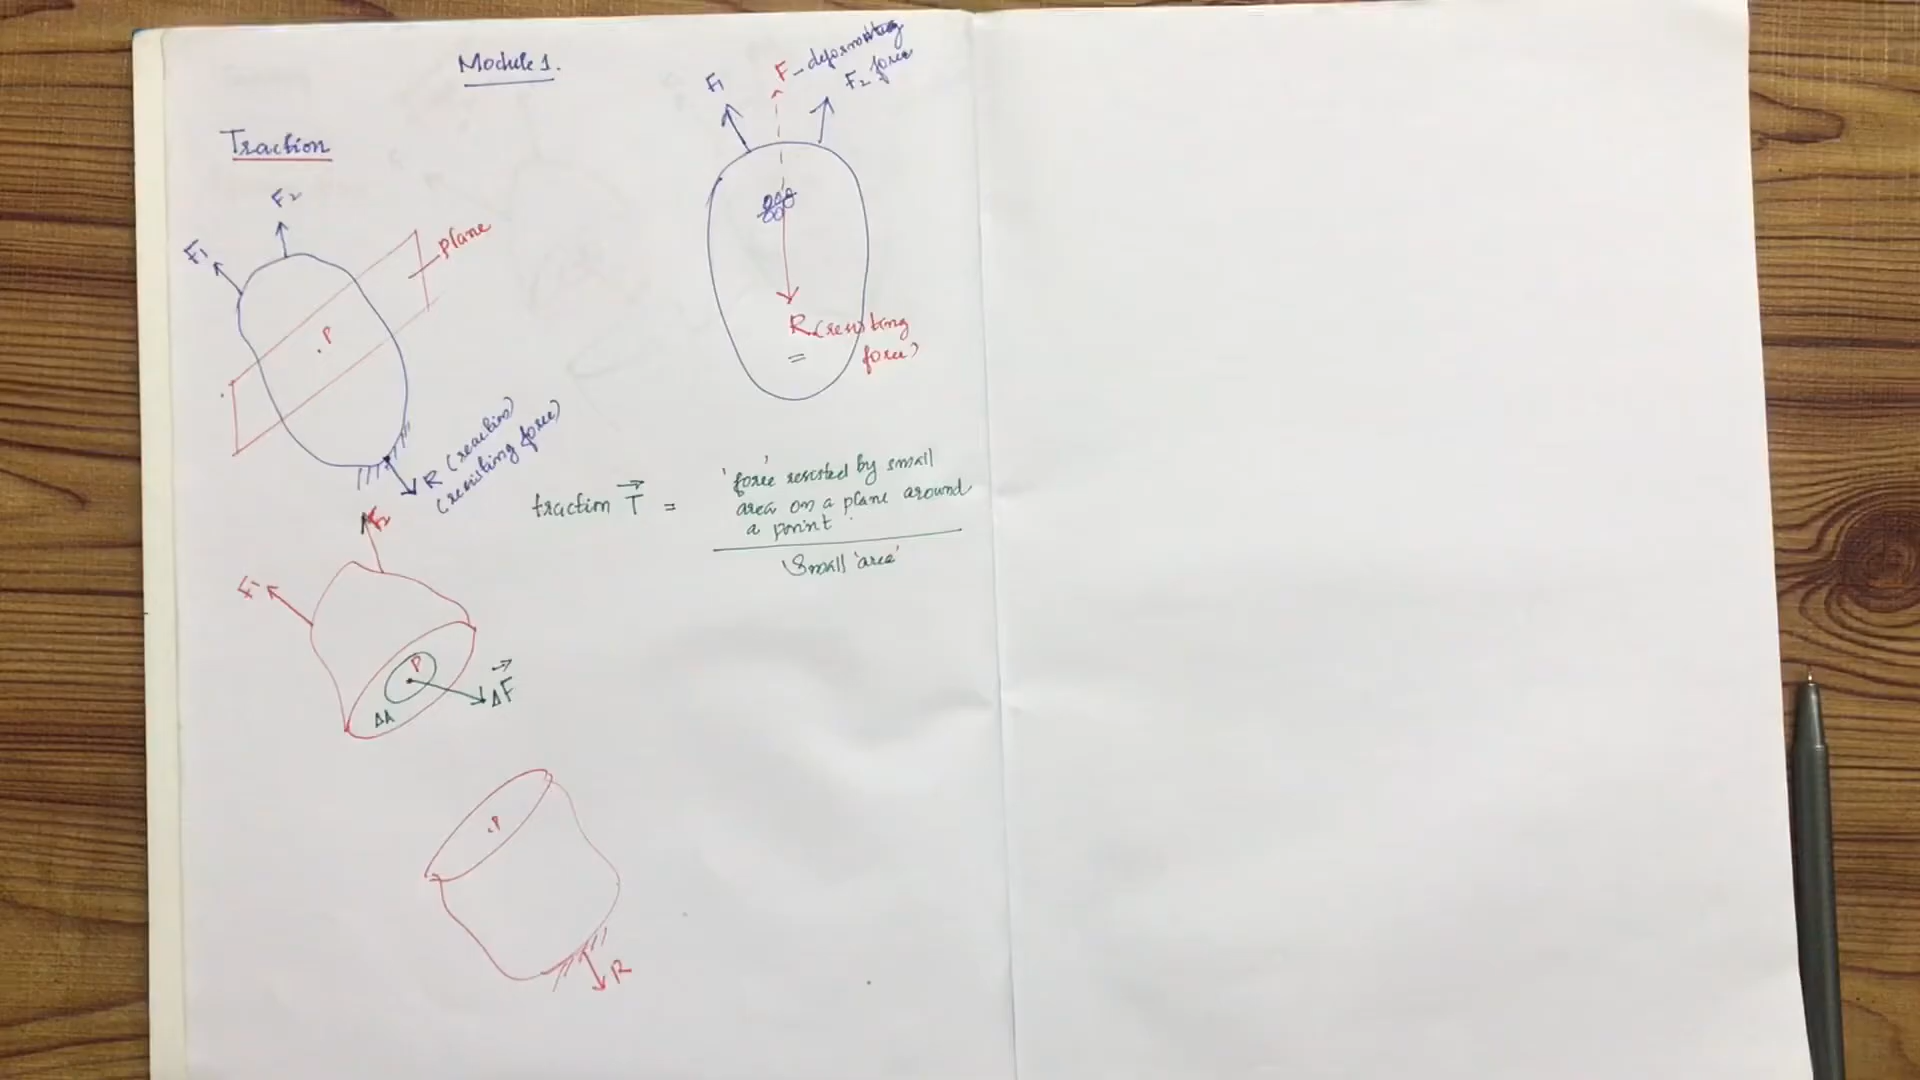 Module 1.
Traction
F₁
F₂
plane
.P
R (reaction)
(resisting force)
F₁
F - deformating
force
F₂
R (resisting
force)
=
traction T⃗ =
'force' resisted by small
area on a plane around
a point
Small 'area'
F₁
F₂
P
ΔA
ΔF⃗
.P
R